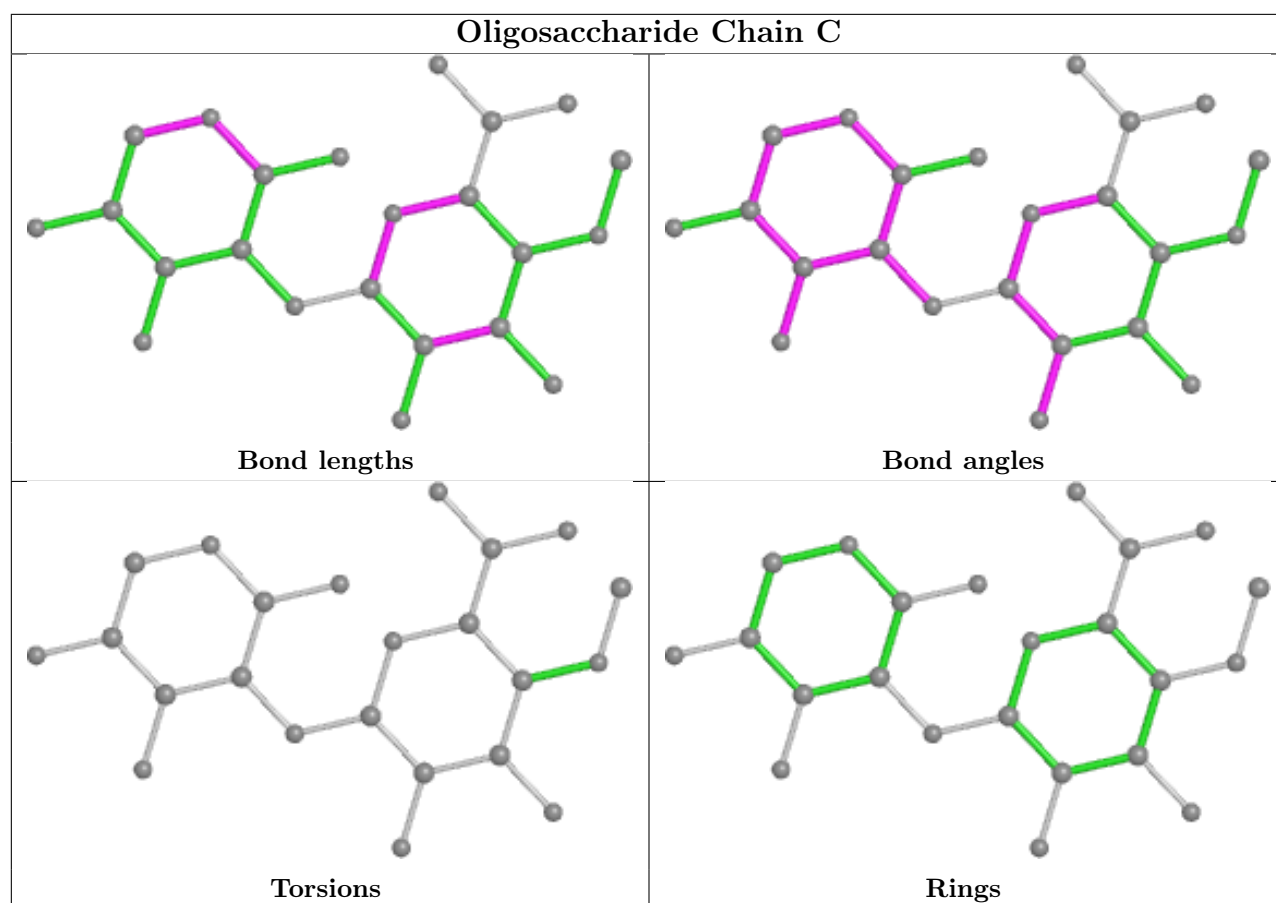 Oligosaccharide Chain C
Bond lengths
Bond angles
Torsions
Rings